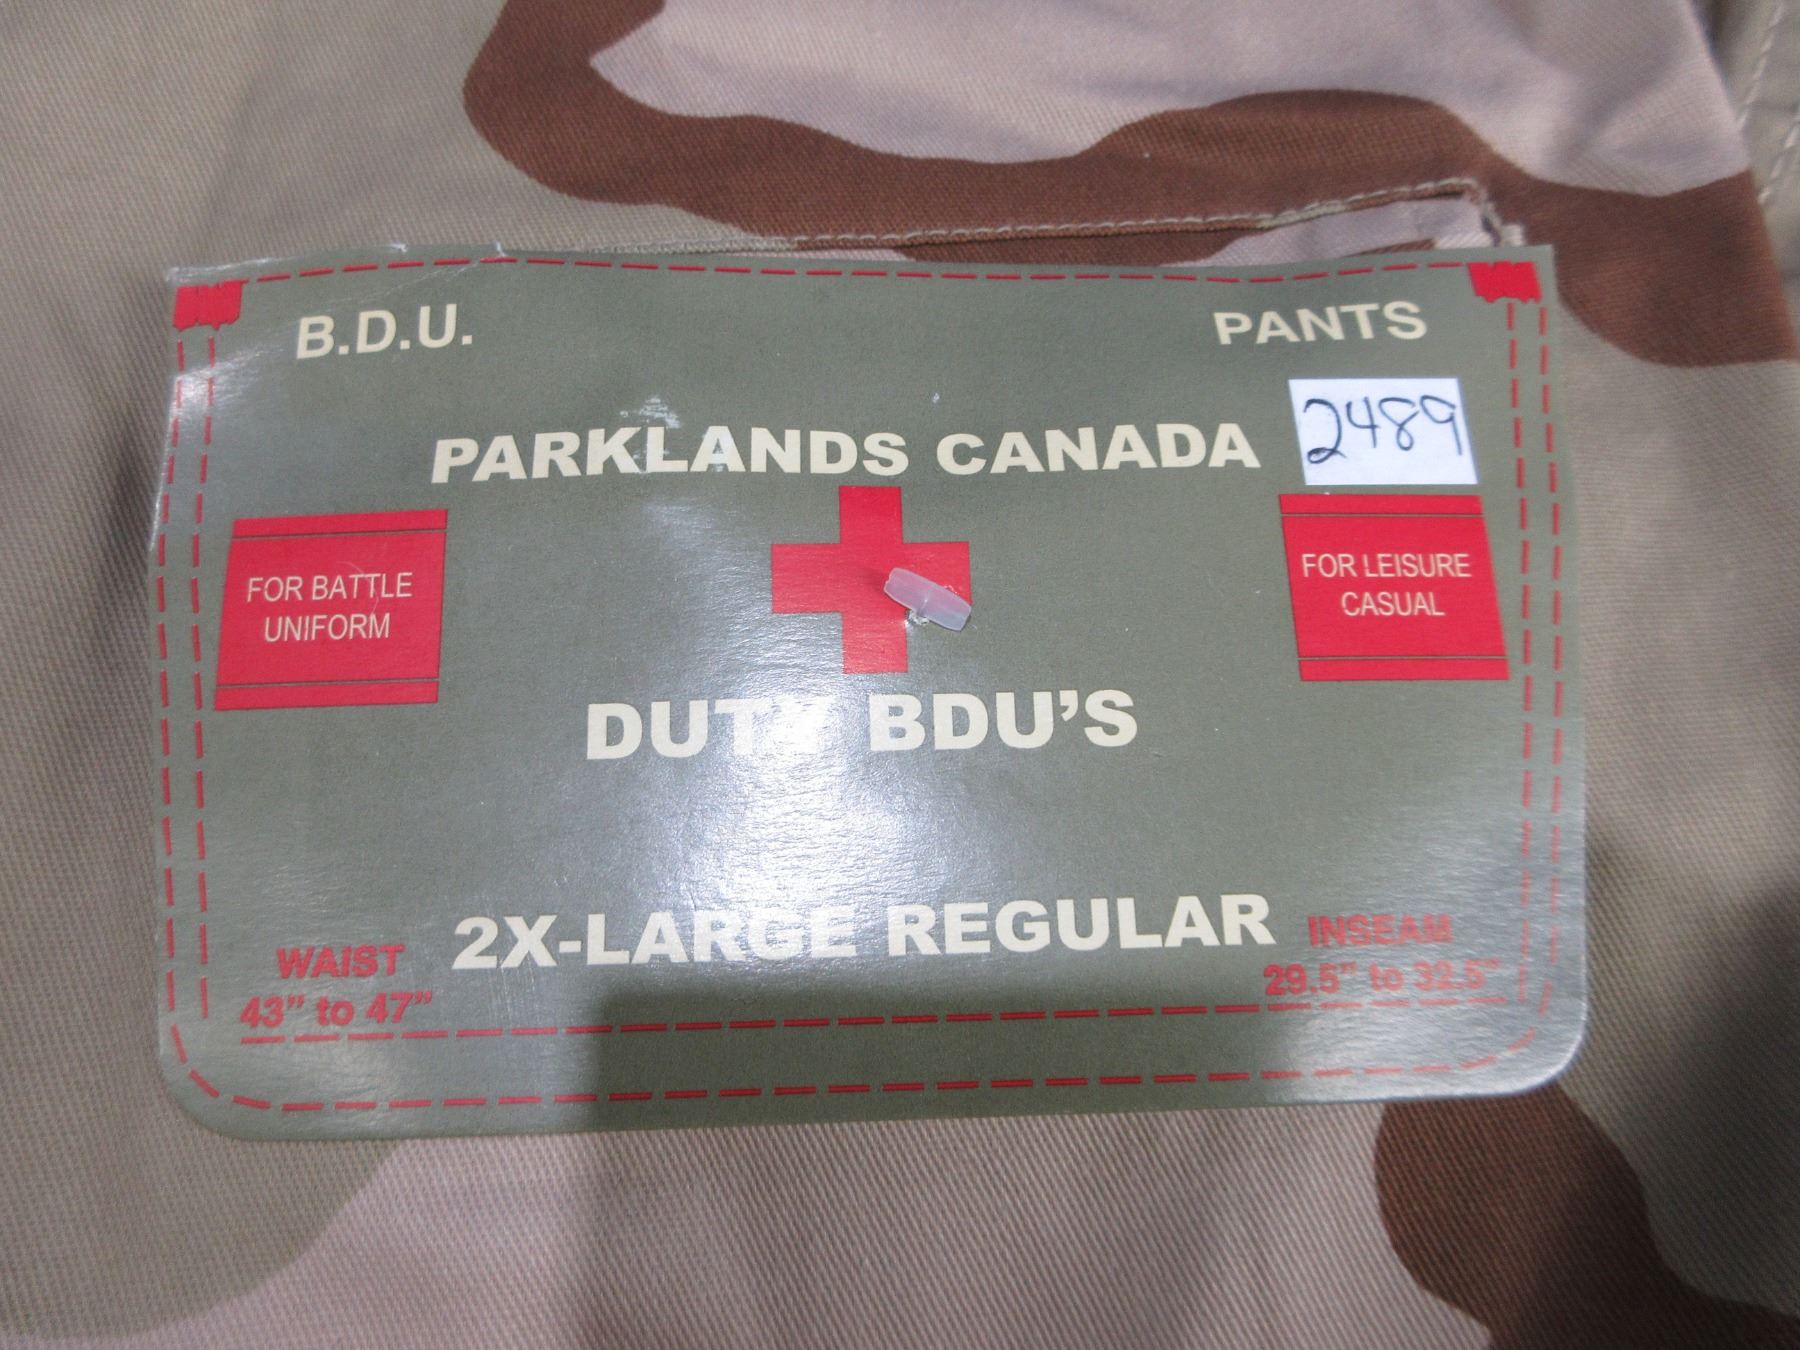 B.D.U. PANTS
PARKLANDS CANADA
2489
FOR BATTLE
UNIFORM
FOR LEISURE
CASUAL
DUTY BDU'S
2X-LARGE REGULAR
WAIST
43" to 47"
INSEAM
29.5" to 32.5"